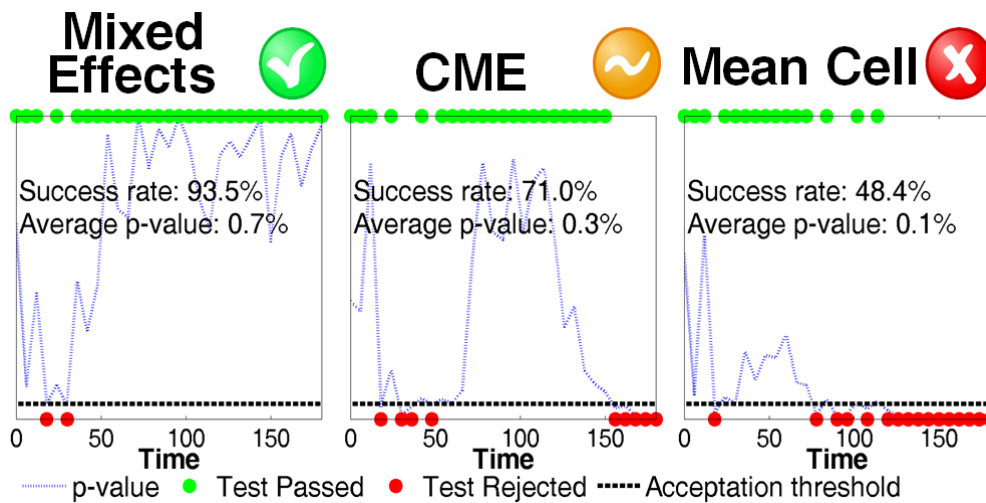 Mixed
Effects
CME
Mean Cell
Success rate: 93.5%
Average p-value: 0.7%
Success rate: 71.0%
Average p-value: 0.3%
Success rate: 48.4%
Average p-value: 0.1%
0 50 100 150
0 50 100 150
0 50 100 150
Time
Time
Time
p-value
Test Passed
Test Rejected
Acceptation threshold